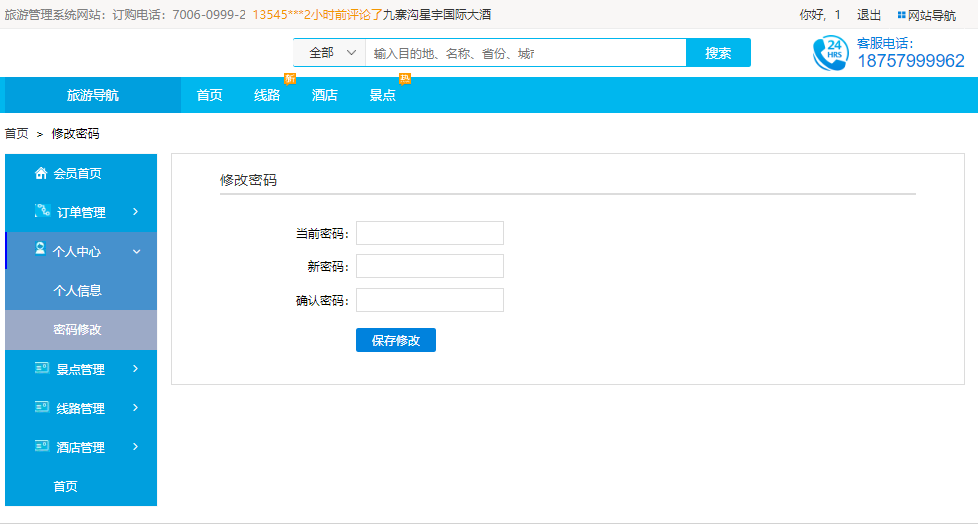 旅游管理系统网站：订购电话：7006-0999-2 13545***2小时前评论了九寨沟星宇国际大酒
你好，1 退出 网站导航
全部 输入目的地、名称、省份、城市 搜索
24 HRS
客服电话：
18757999962
旅游导航 首页 线路 新 酒店 景点 热
首页 > 修改密码
会员首页
订单管理
个人中心
个人信息
密码修改
景点管理
线路管理
酒店管理
首页
修改密码
当前密码：
新密码：
确认密码：
保存修改